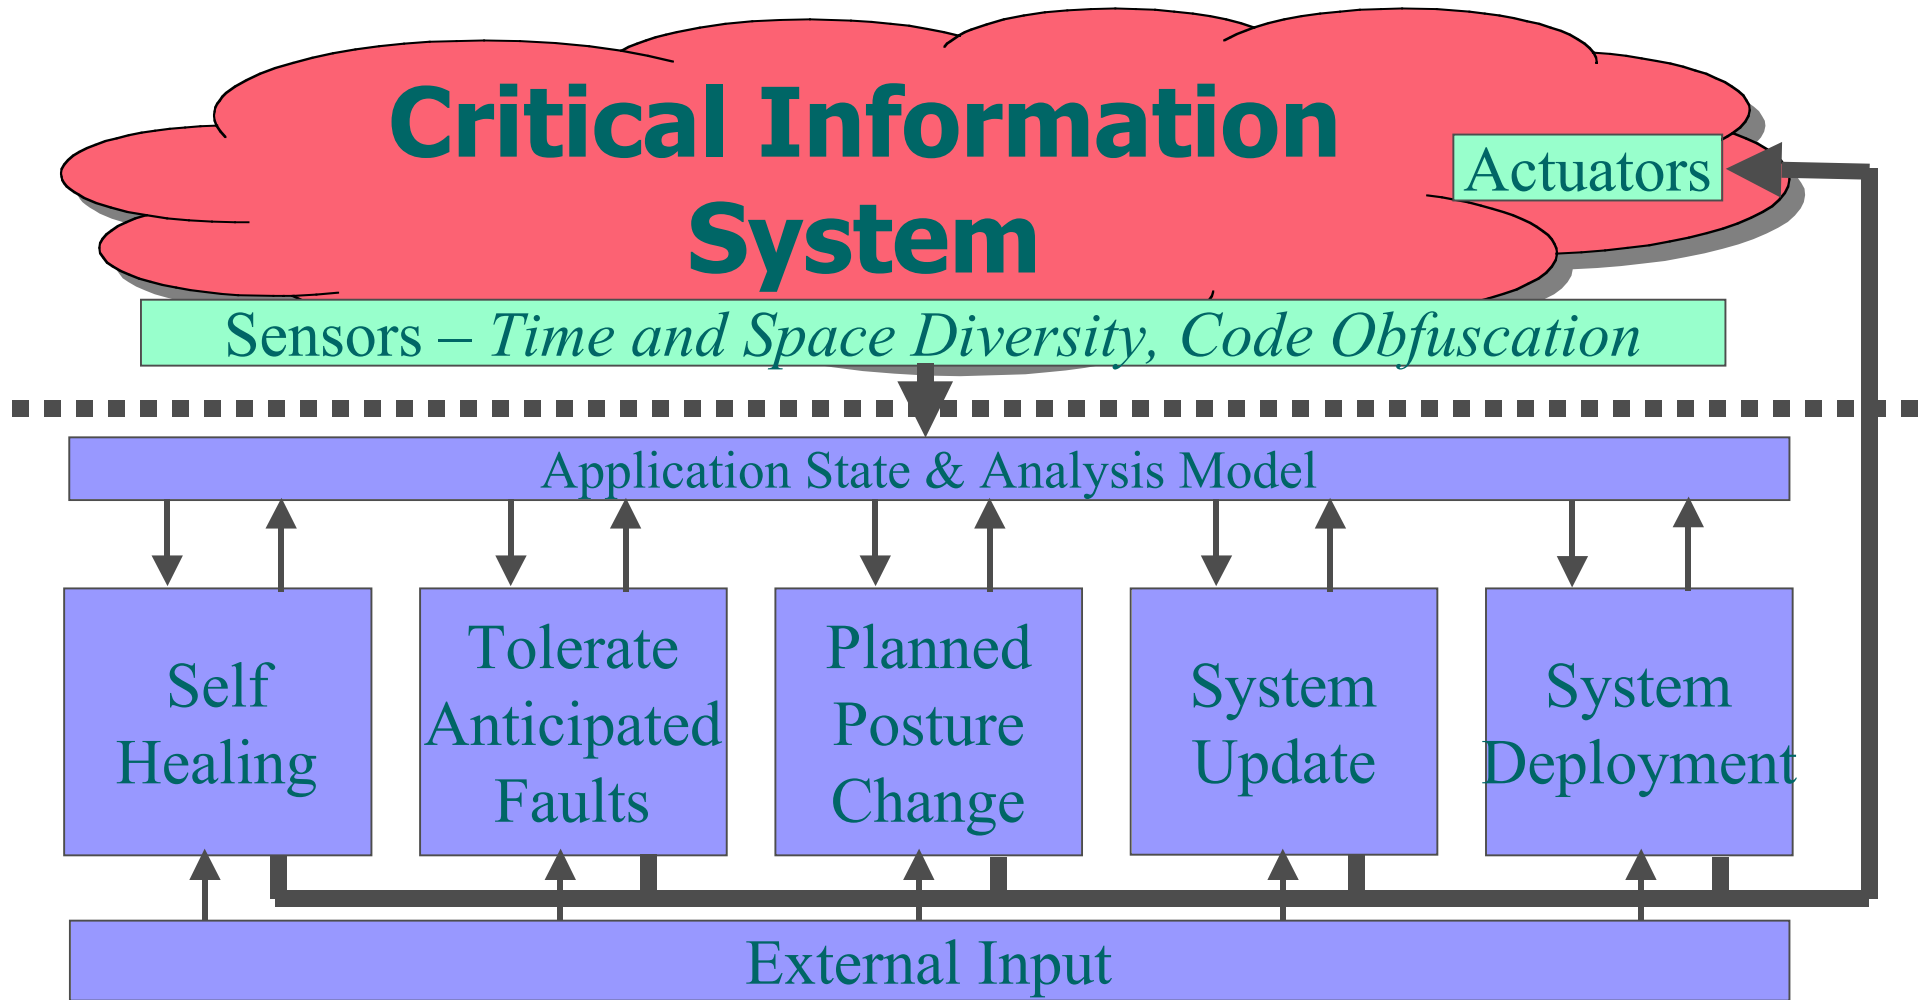 Critical Information
System
Actuators
Sensors – Time and Space Diversity, Code Obfuscation
Application State & Analysis Model
Self
Healing
Tolerate
Anticipated
Faults
Planned
Posture
Change
System
Update
System
Deployment
External Input